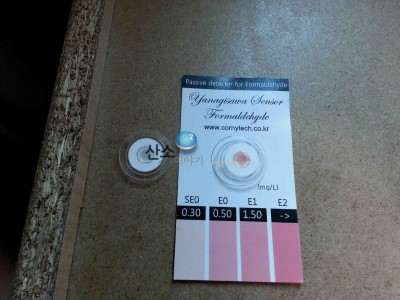 Passive detector for Formaldehyde
Yanagisawa Sensor
Formaldehyde
www.cornytech.co.kr
산소
(mg/L)
SE0 E0 E1 E2
0.30 0.50 1.50 ->